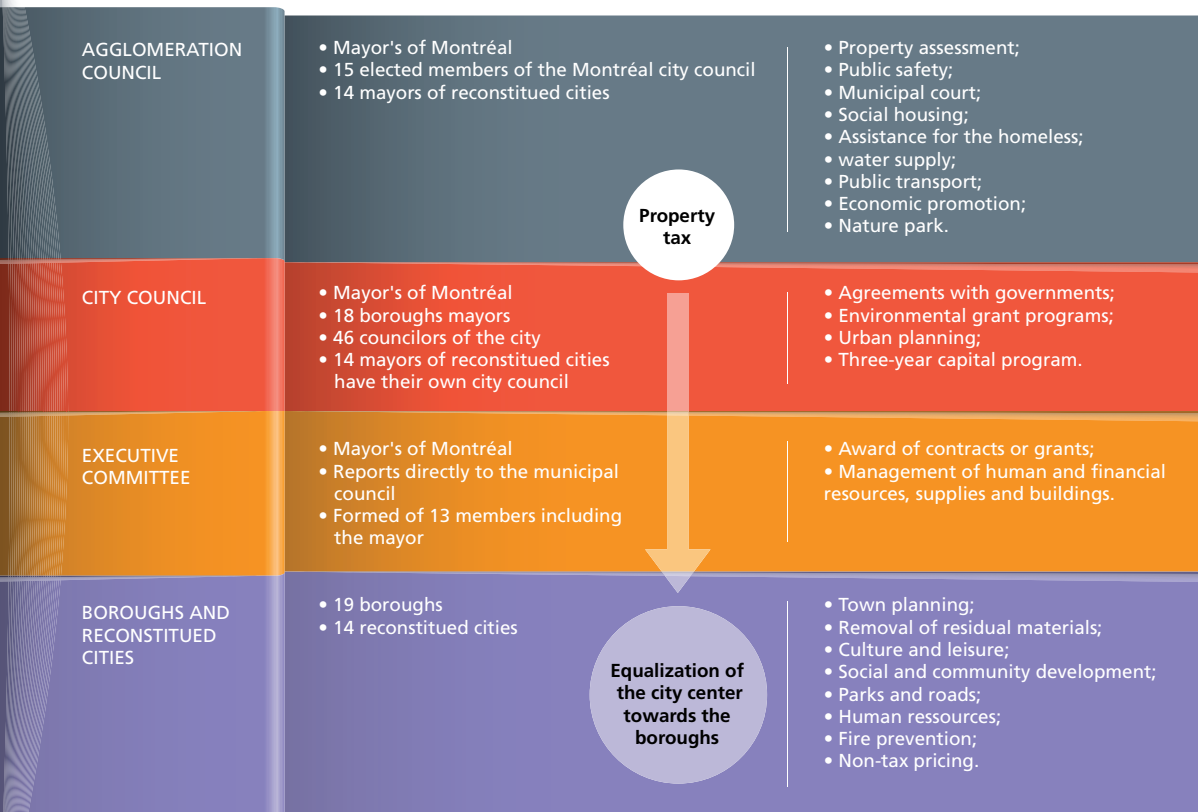 AGGLOMERATION
COUNCIL
• Mayor's of Montréal
• 15 elected members of the Montréal city council
• 14 mayors of reconstitued cities
• Property assessment;
• Public safety;
• Municipal court;
• Social housing;
• Assistance for the homeless;
• water supply;
• Public transport;
• Economic promotion;
• Nature park.
Property
tax
CITY COUNCIL
• Mayor's of Montréal
• 18 boroughs mayors
• 46 councilors of the city
• 14 mayors of reconstitued cities
have their own city council
• Agreements with governments;
• Environmental grant programs;
• Urban planning;
• Three-year capital program.
EXECUTIVE
COMMITTEE
• Mayor's of Montréal
• Reports directly to the municipal
council
• Formed of 13 members including
the mayor
• Award of contracts or grants;
• Management of human and financial
resources, supplies and buildings.
BOROUGHS AND
RECONSTITUED
CITIES
• 19 boroughs
• 14 reconstitued cities
Equalization of
the city center
towards the
boroughs
• Town planning;
• Removal of residual materials;
• Culture and leisure;
• Social and community development;
• Parks and roads;
• Human ressources;
• Fire prevention;
• Non-tax pricing.